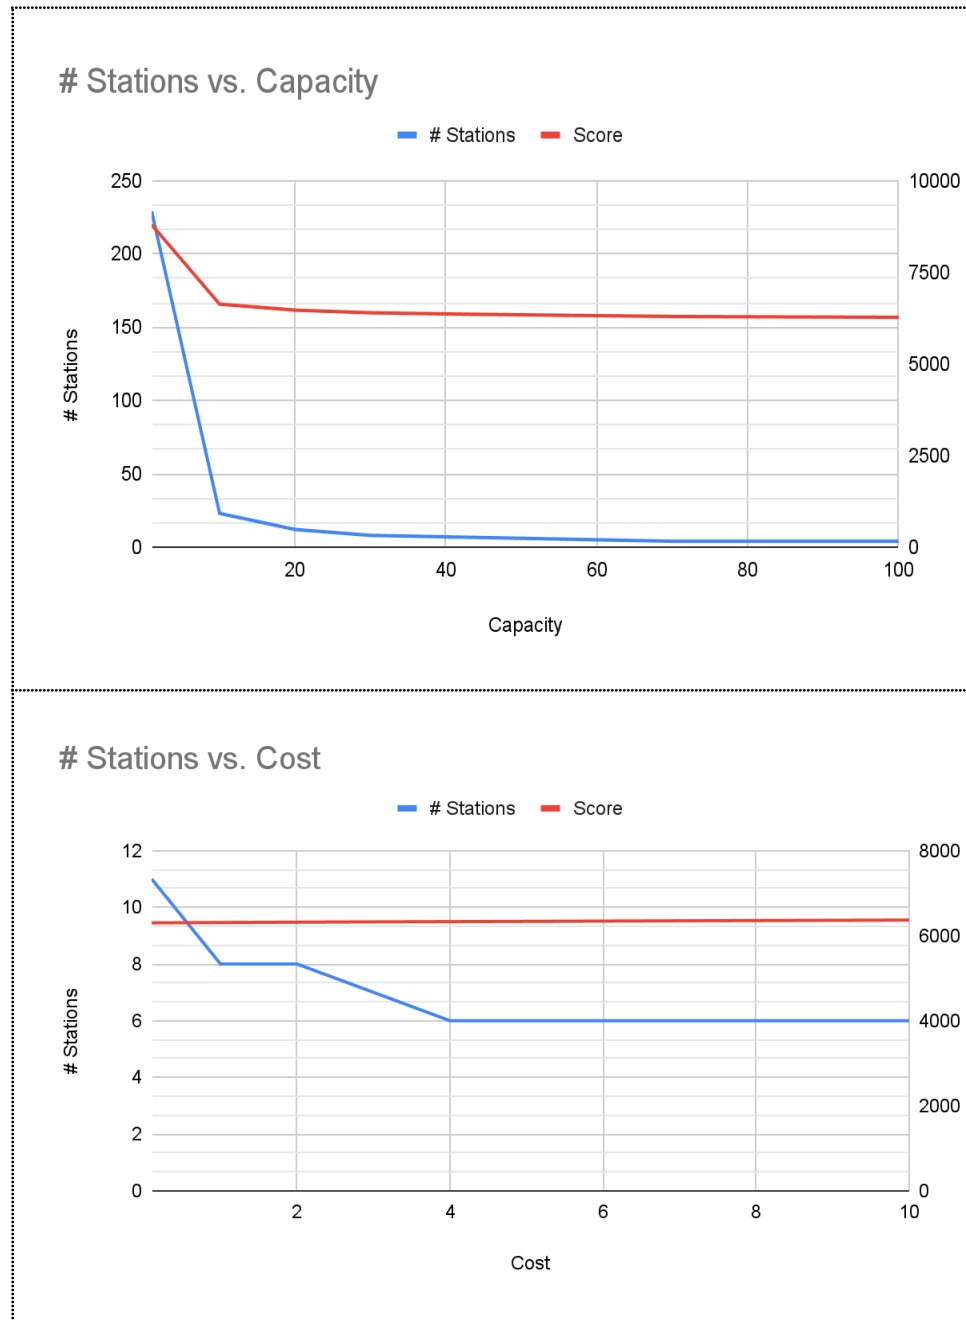 # Stations vs. Capacity
# Stations Score
250 10000
200
7500
150
5000
100
2500
50
0 0
20 40 60 80 100
# Stations
Capacity
# Stations vs. Cost
# Stations Score
12 8000
10
6000
8
6 4000
4
2000
2
0 0
2 4 6 8 10
# Stations
Cost